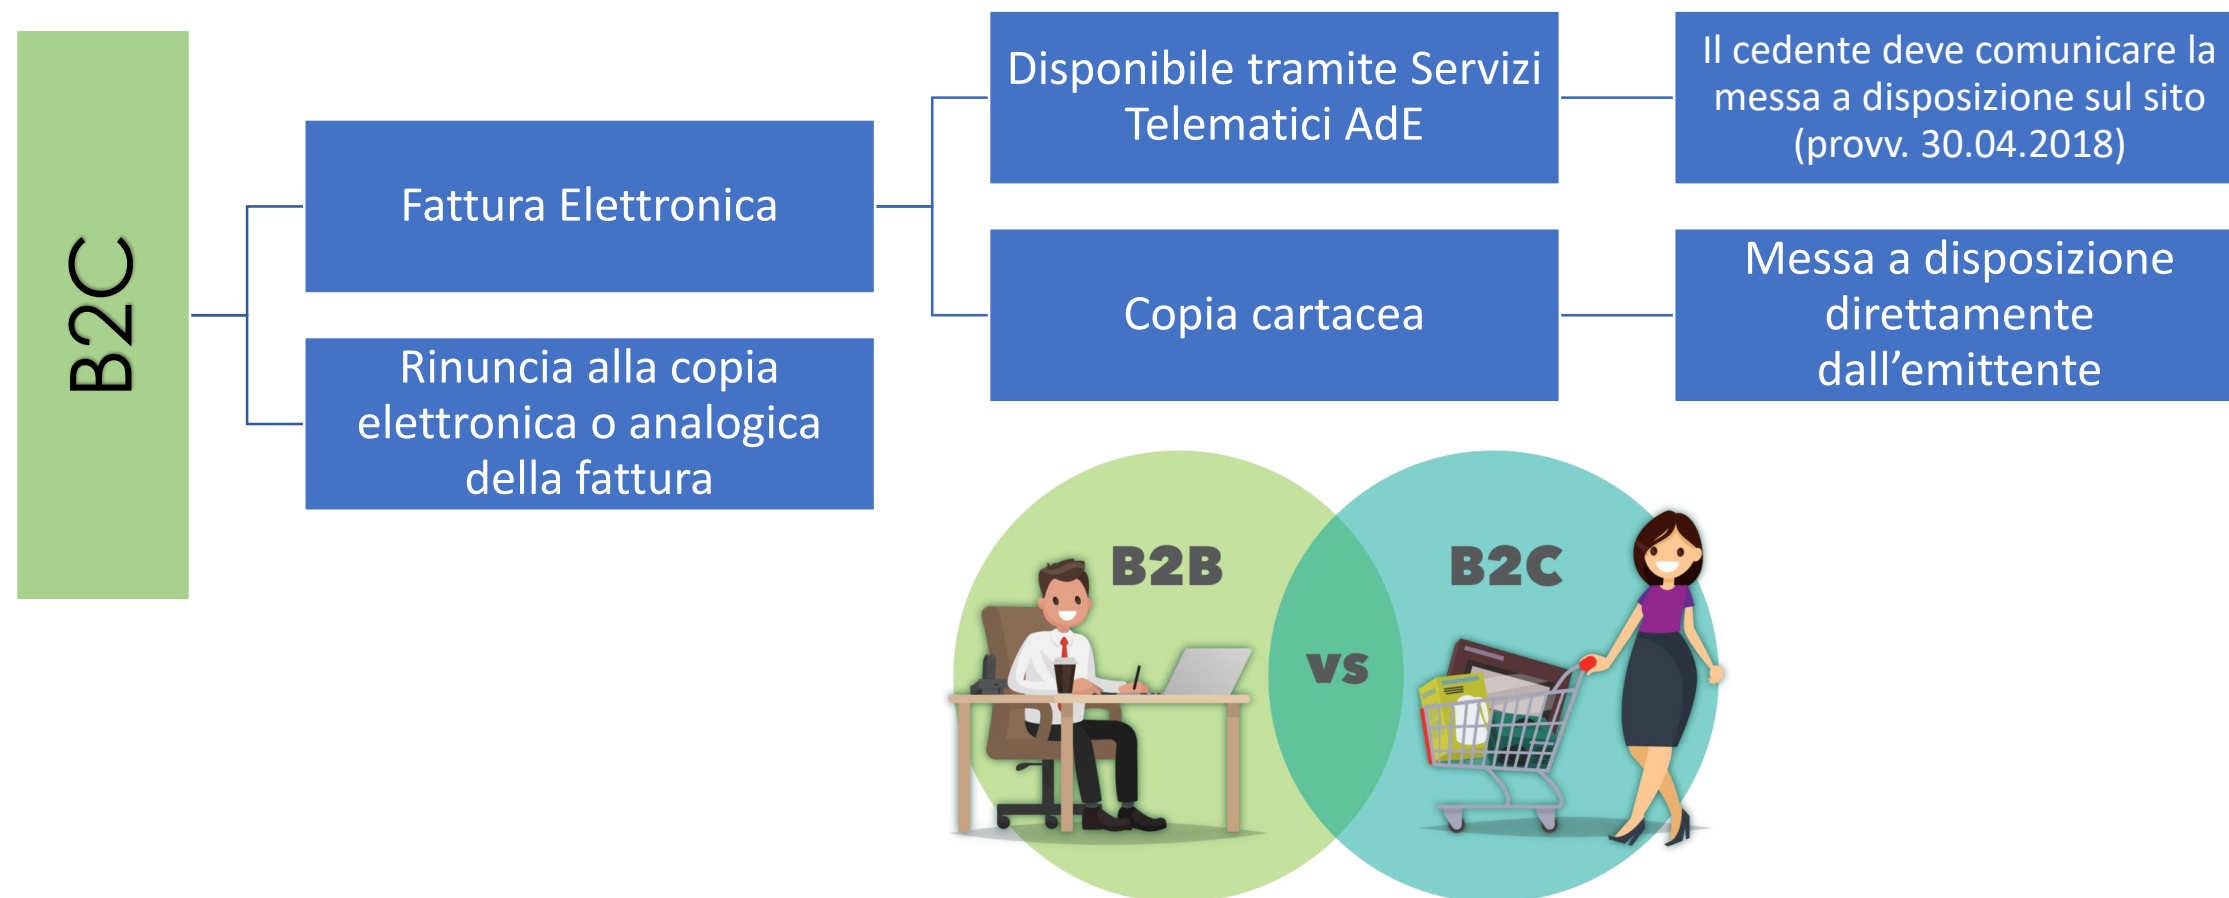 B2C
Fattura Elettronica
Rinuncia alla copia
elettronica o analogica
della fattura
Disponibile tramite Servizi
Telematici AdE
Copia cartacea
Il cedente deve comunicare la
messa a disposizione sul sito
(provv. 30.04.2018)
Messa a disposizione
direttamente
dall’emittente
B2B
VS
B2C